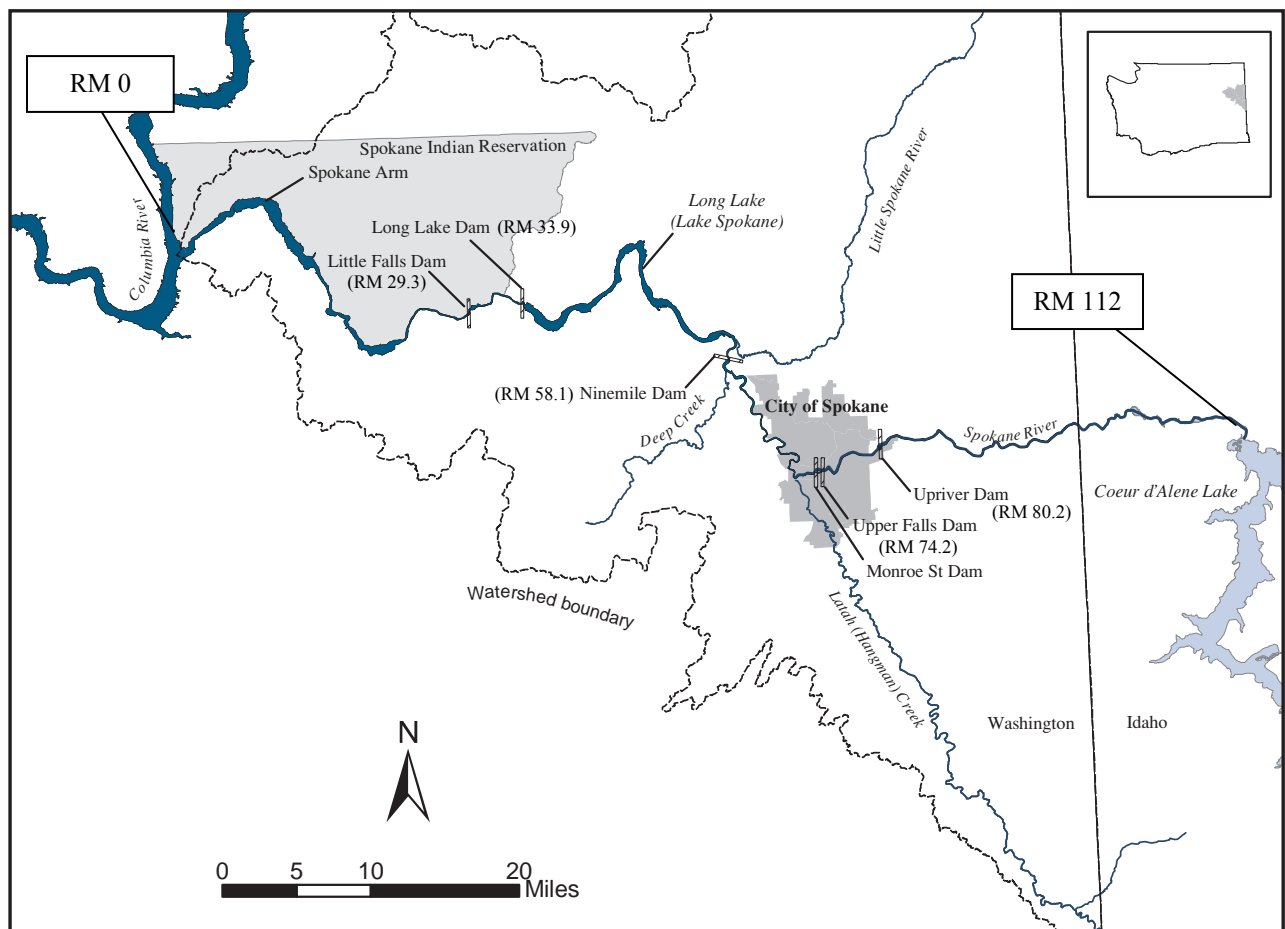 RM 0
Spokane Indian Reservation
Spokane Arm
Columbia River
Long Lake Dam (RM 33.9)
Little Falls Dam
(RM 29.3)
Long Lake
(Lake Spokane)
Little Spokane River
RM 112
(RM 58.1) Ninemile Dam
Deep Creek
City of Spokane
Spokane River
Coeur d'Alene Lake
Upriver Dam
(RM 80.2)
Upper Falls Dam
(RM 74.2)
Monroe St Dam
Watershed boundary
Latah (Hangman) Creek
Washington
Idaho
N
0 5 10 20
Miles